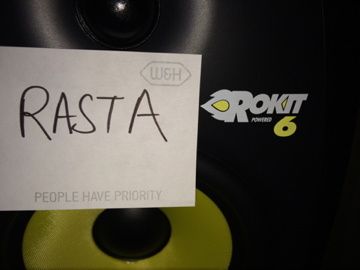 W&H
RASTA
PEOPLE HAVE PRIORITY
ROKIT
POWERED
6